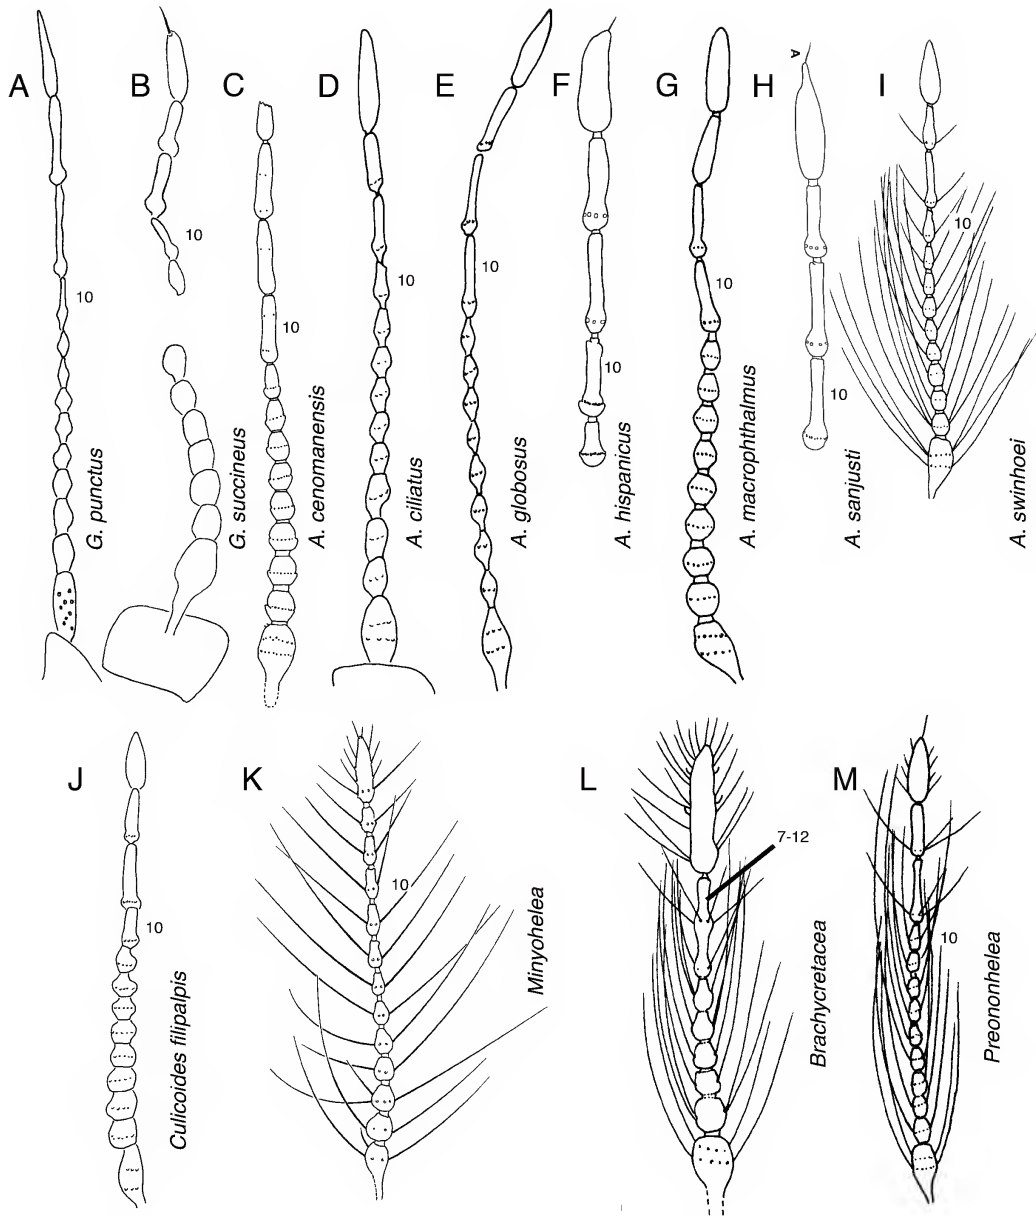 A
B
C
D
E
F
G
H
A
I
10
10
10
10
10
10
10
10
10
G. punctus
G. succineus
A. cenomanensis
A. ciliatus
A. globosus
A. hispanicus
A. macrophthalmus
A. sanjusti
A. swinhoei
J
K
L
M
10
10
7-12
10
Culicoides filipalpis
Minyohelea
Brachycretacea
Preononhelea